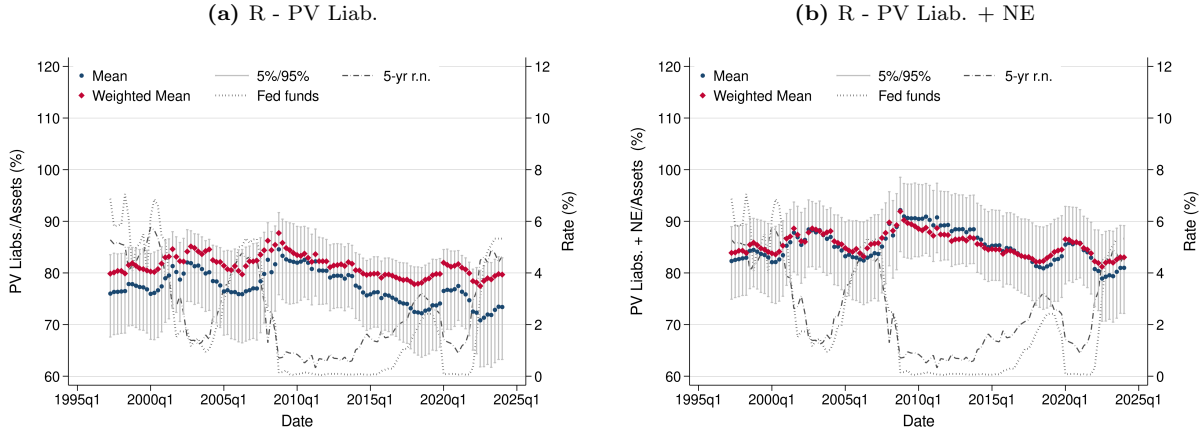 (a) R - PV Liab.
120
110
100
90
80
70
60
PV Liabs./Assets (%)
Mean
Weighted Mean
5%/95%
Fed funds
5-yr r.n.
12
10
8
6
4
2
0
Rate (%)
1995q1 2000q1 2005q1 2010q1 2015q1 2020q1 2025q1
Date
(b) R - PV Liab. + NE
120
110
100
90
80
70
60
PV Liabs. + NE/Assets (%)
Mean
Weighted Mean
5%/95%
Fed funds
5-yr r.n.
12
10
8
6
4
2
0
Rate (%)
1995q1 2000q1 2005q1 2010q1 2015q1 2020q1 2025q1
Date